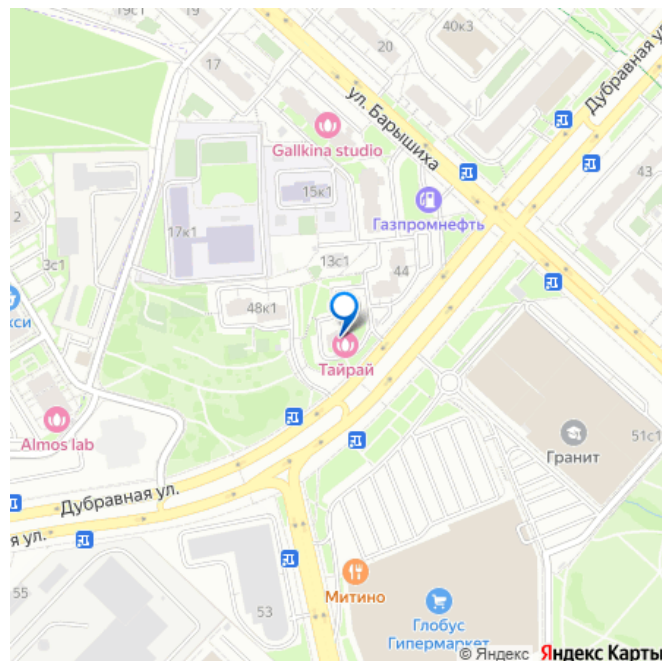 19с1
19
17
20
40к3
Дубравная ул
ул. Барышиха
Gallkina studio
15к1
43
Газпромнефть
2
3с1
17к1
13с1
44
48к1
кси
Тайрай
Almos lab
Гранит
51с1
Дубравная ул.
я ул.
Митино
55
53
Глобус
Гипермаркет
© Яндекс Яндекс Карты